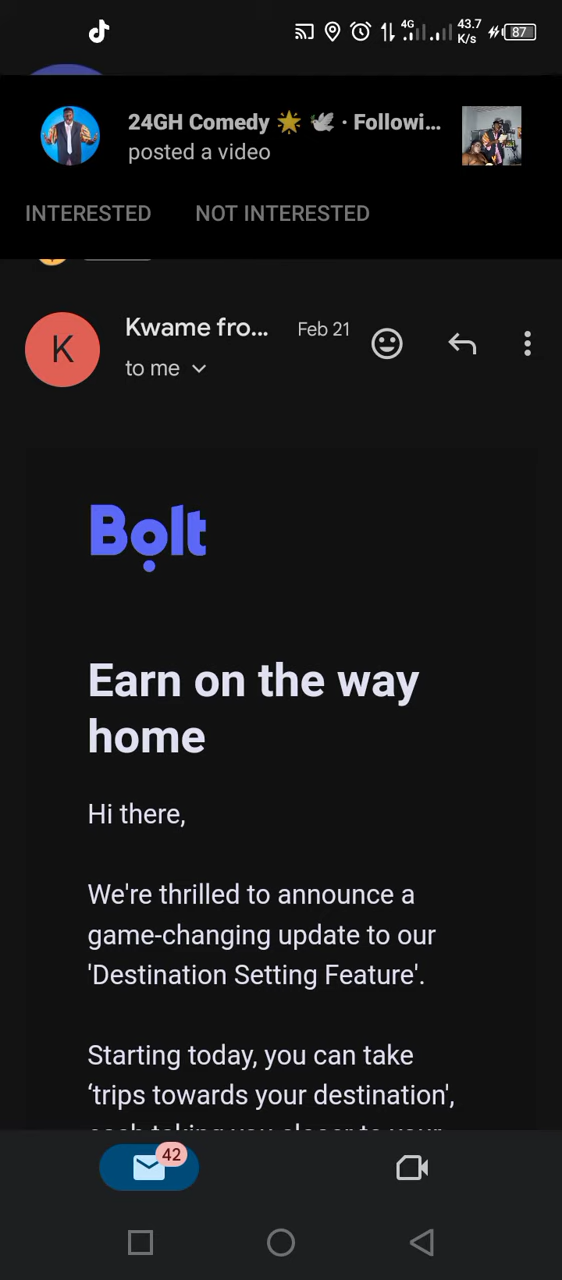 4G 43.7 K/s 87
24GH Comedy 🌟 🕊 · Followi...
posted a video
INTERESTED NOT INTERESTED
K
Kwame fro... Feb 21
to me
Bolt
Earn on the way
home
Hi there,
We're thrilled to announce a
game-changing update to our
'Destination Setting Feature'.
Starting today, you can take
‘trips towards your destination',
42